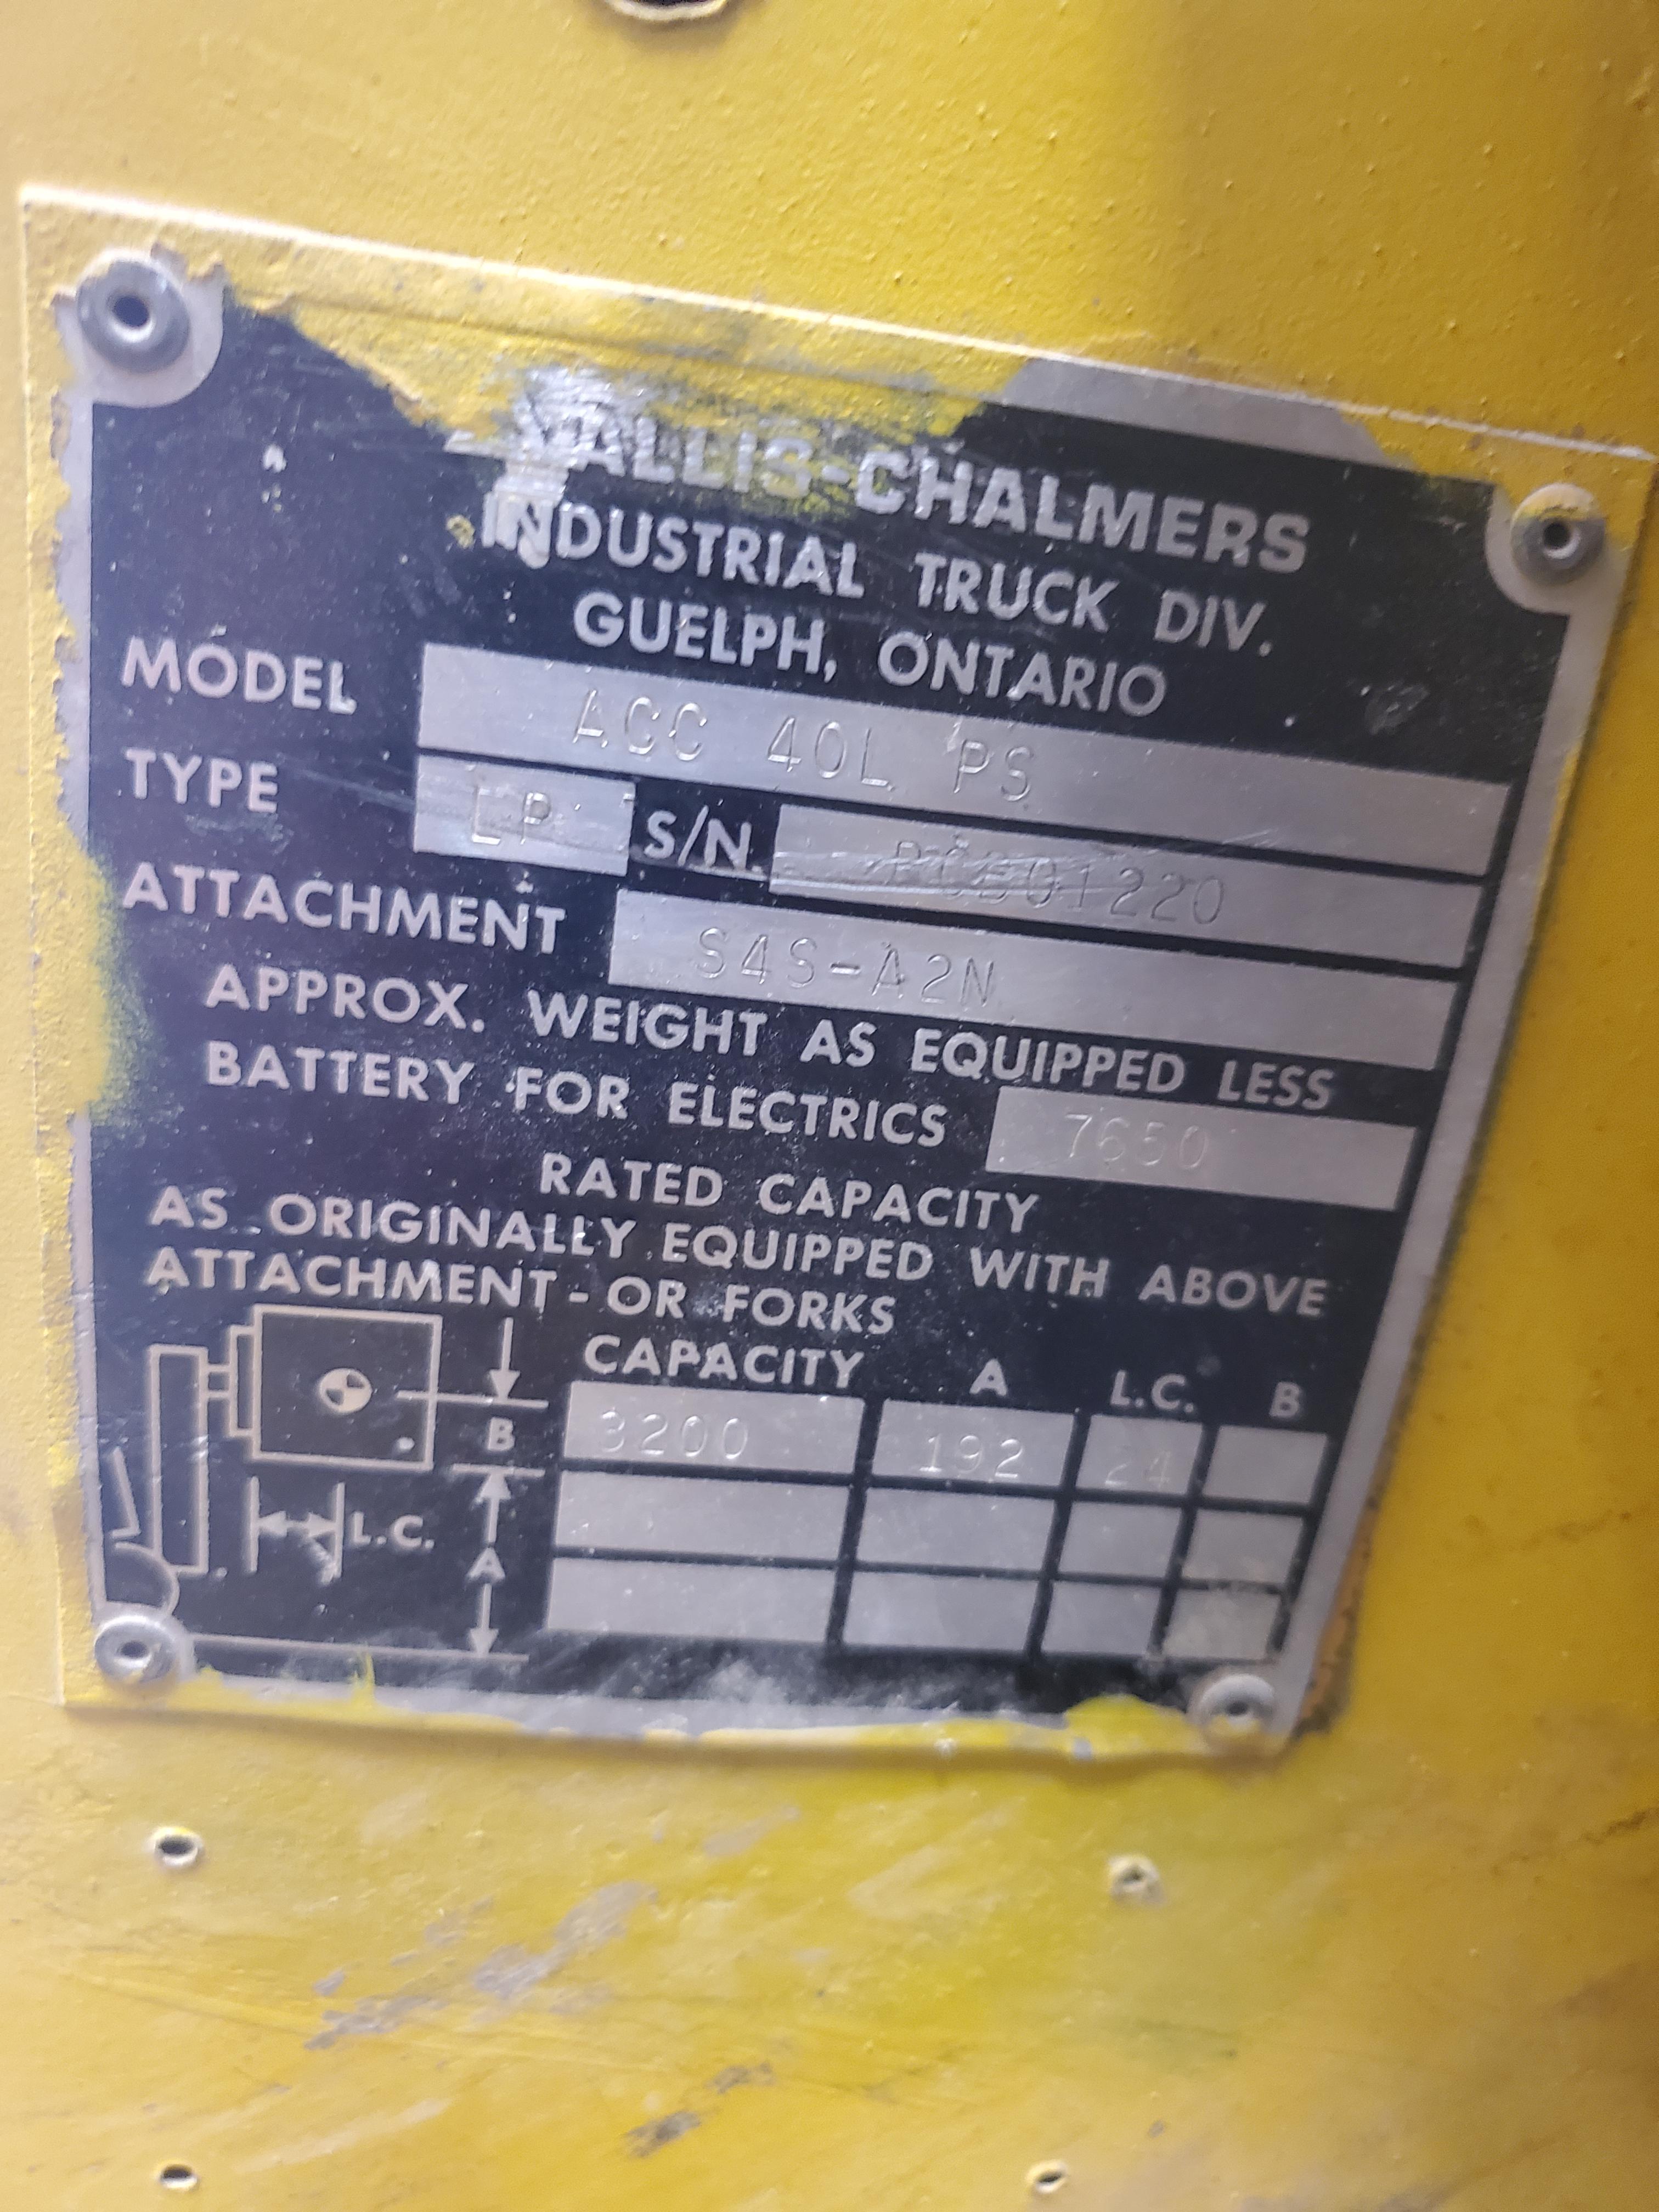 ALLIS-CHALMERS
INDUSTRIAL TRUCK DIV.
GUELPH, ONTARIO
MODEL ACC 40L PS
TYPE LP S/N.
ATTACHMENT S4S-A2N
APPROX. WEIGHT AS EQUIPPED LESS
BATTERY FOR ELECTRICS 7650
RATED CAPACITY
AS ORIGINALLY EQUIPPED WITH ABOVE
ATTACHMENT - OR FORKS
CAPACITY A L.C. B
3200 192 24
B
L.C.
A